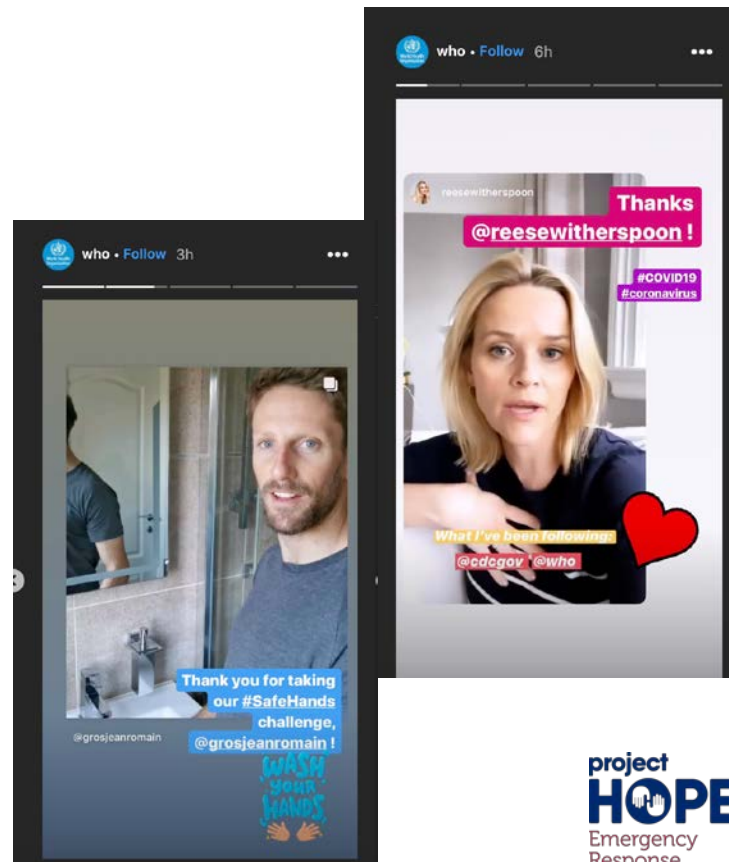 who • Follow 6h
reesewitherspoon
Thanks
@reesewitherspoon !
#COVID19
#coronavirus
What I've been following:
@cdcgov @who
who • Follow 3h
Thank you for taking
our #SafeHands
challenge,
@grosjeanromain !
@grosjeanromain
WASH
YOUR
HANDS
project
HOPE
Emergency
Response